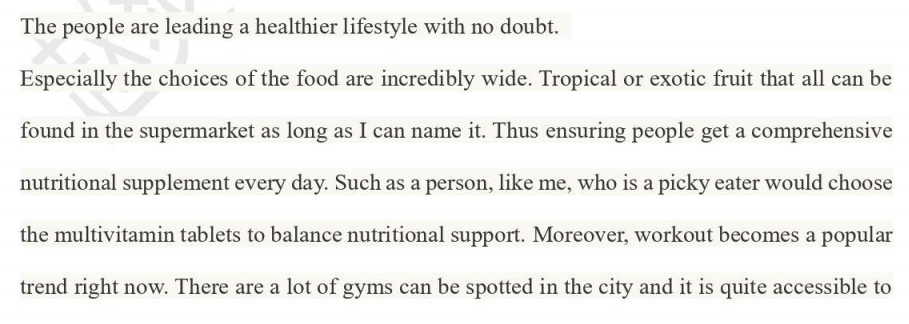 The people are leading a healthier lifestyle with no doubt.
Especially the choices of the food are incredibly wide. Tropical or exotic fruit that all can be
found in the supermarket as long as I can name it. Thus ensuring people get a comprehensive
nutritional supplement every day. Such as a person, like me, who is a picky eater would choose
the multivitamin tablets to balance nutritional support. Moreover, workout becomes a popular
trend right now. There are a lot of gyms can be spotted in the city and it is quite accessible to